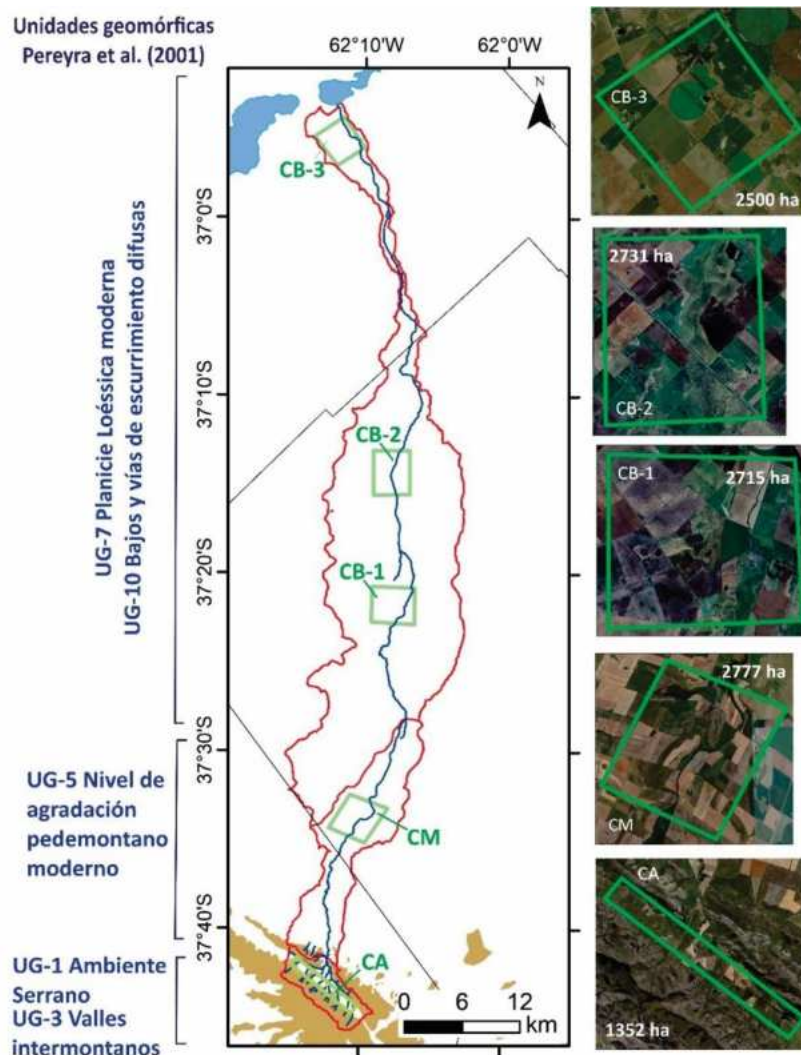 Unidades geomórficas
Pereyra et al. (2001)
UG-7 Planicie Loéssica moderna
UG-10 Bajos y vías de escurrimiento difusas
UG-5 Nivel de
agradación
pedemontano
moderno
UG-1 Ambiente
Serrano
UG-3 Valles
intermontanos
62°10'W
62°0'W
N
37°0'S
37°10'S
37°20'S
37°30'S
37°40'S
CB-3
CB-2
CB-1
CM
CA
0 6 12
km
CB-3
2500 ha
2731 ha
CB-2
CB-1
2715 ha
2777 ha
CM
CA
1352 ha